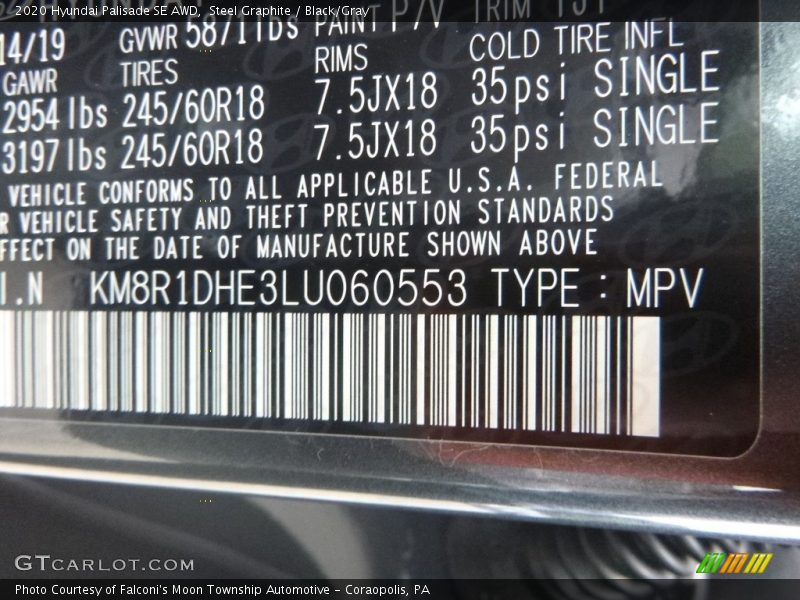 2020 Hyundai Palisade SE AWD, Steel Graphite / Black/Gray
14/19 GVWR 5871lbs PAINT P/V TRIM TJT
GAWR TIRES RIMS COLD TIRE INFL
2954 lbs 245/60R18 7.5JX18 35psi SINGLE
3197lbs 245/60R18 7.5JX18 35psi SINGLE
VEHICLE CONFORMS TO ALL APPLICABLE U.S.A. FEDERAL
R VEHICLE SAFETY AND THEFT PREVENTION STANDARDS
FFECT ON THE DATE OF MANUFACTURE SHOWN ABOVE
I.N KM8R1DHE3LU060553 TYPE : MPV
GTCARLOT.COM
Photo Courtesy of Falconi's Moon Township Automotive - Coraopolis, PA